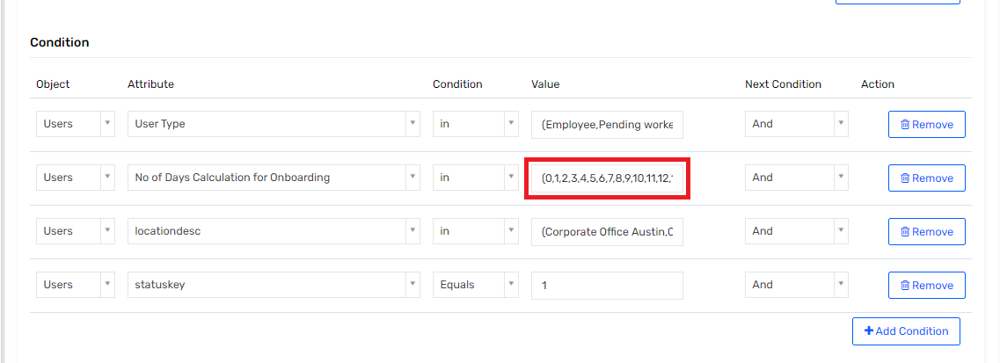 Condition
Object Attribute Condition Value Next Condition Action
Users User Type in (Employee,Pending worke And Remove
Users No of Days Calculation for Onboarding in (0,1,2,3,4,5,6,7,8,9,10,11,12, And Remove
Users locationdesc in (Corporate Office Austin,C And Remove
Users statuskey Equals 1 And Remove
+ Add Condition